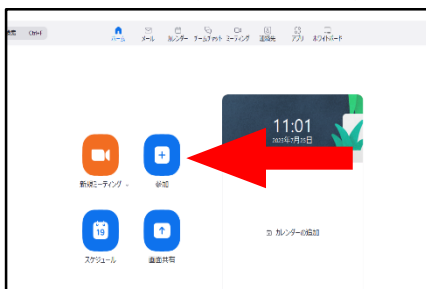 Ctrl+F
ホーム メール カレンダー チームチャット ミーティング 連絡先 アプリ ホワイトボード
11:01
新規ミーティング 参加
19
スケジュール 画面共有
カレンダーの追加